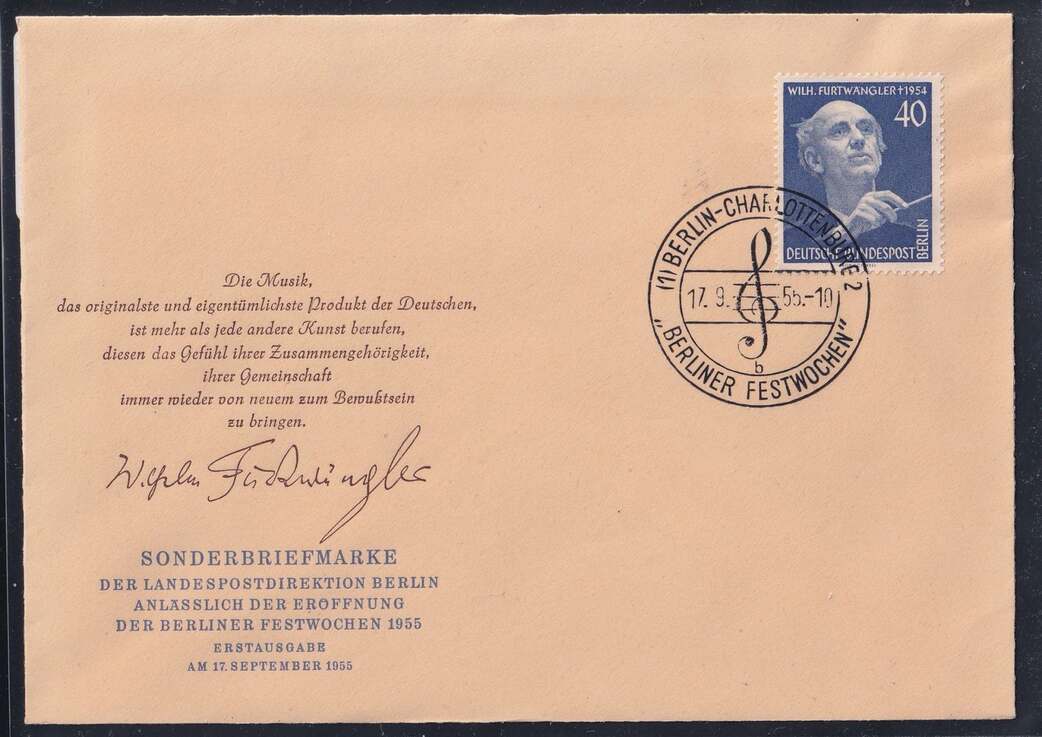 WILH. FURTWÄNGLER †1954
40
DEUTSCHE BUNDESPOST
BERLIN
(1) BERLIN-CHARLOTTENBURG 2
17. 9. 55.-10
b
„BERLINER FESTWOCHEN"
Die Musik,
das originalste und eigentümlichste Produkt der Deutschen,
ist mehr als jede andere Kunst berufen,
diesen das Gefühl ihrer Zusammengehörigkeit,
ihrer Gemeinschaft
immer wieder von neuem zum Bewußtsein
zu bringen.
Wilhelm Furtwängler
SONDERBRIEFMARKE
DER LANDESPOSTDIREKTION BERLIN
ANLÄSSLICH DER ERÖFFNUNG
DER BERLINER FESTWOCHEN 1955
ERSTAUSGABE
AM 17. SEPTEMBER 1955